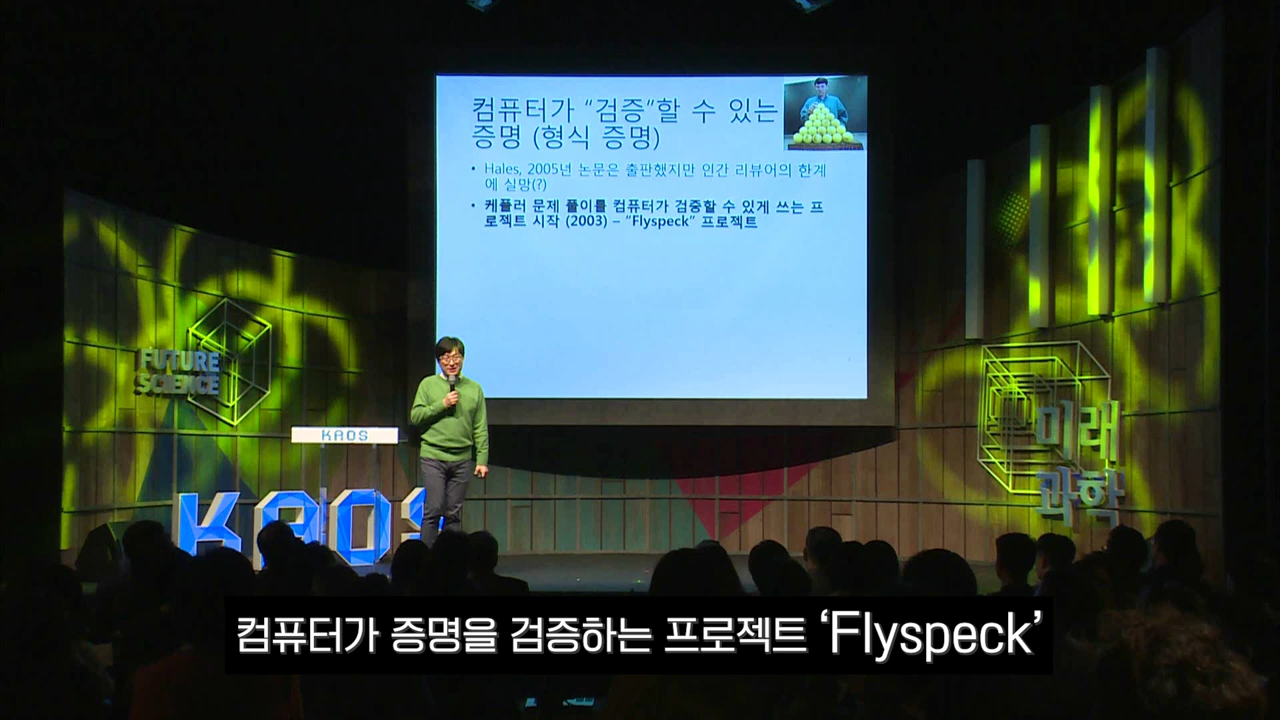 컴퓨터가 “검증”할 수 있는
증명 (형식 증명)
• Hales, 2005년 논문은 출판했지만 인간 리뷰어의 한계
에 실망(?)
• 케플러 문제 풀이를 컴퓨터가 검중할 수 있게 쓰는 프
로젝트 시작 (2003) – “Flyspeck” 프로젝트
FUTURE
SCIENCE
KAOS
미래
과학
KAOS
컴퓨터가 증명을 검증하는 프로젝트 ‘Flyspeck’